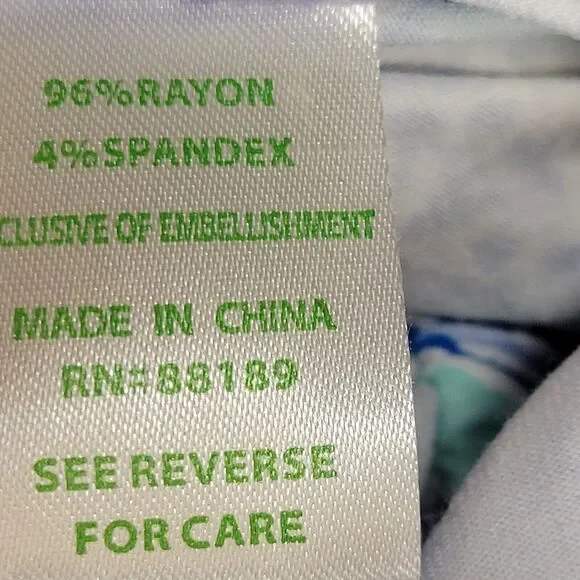 96%RAYON
4%SPANDEX
CLUSIVE OF EMBELLISHMENT
MADE IN CHINA
RN#88189
SEE REVERSE
FOR CARE